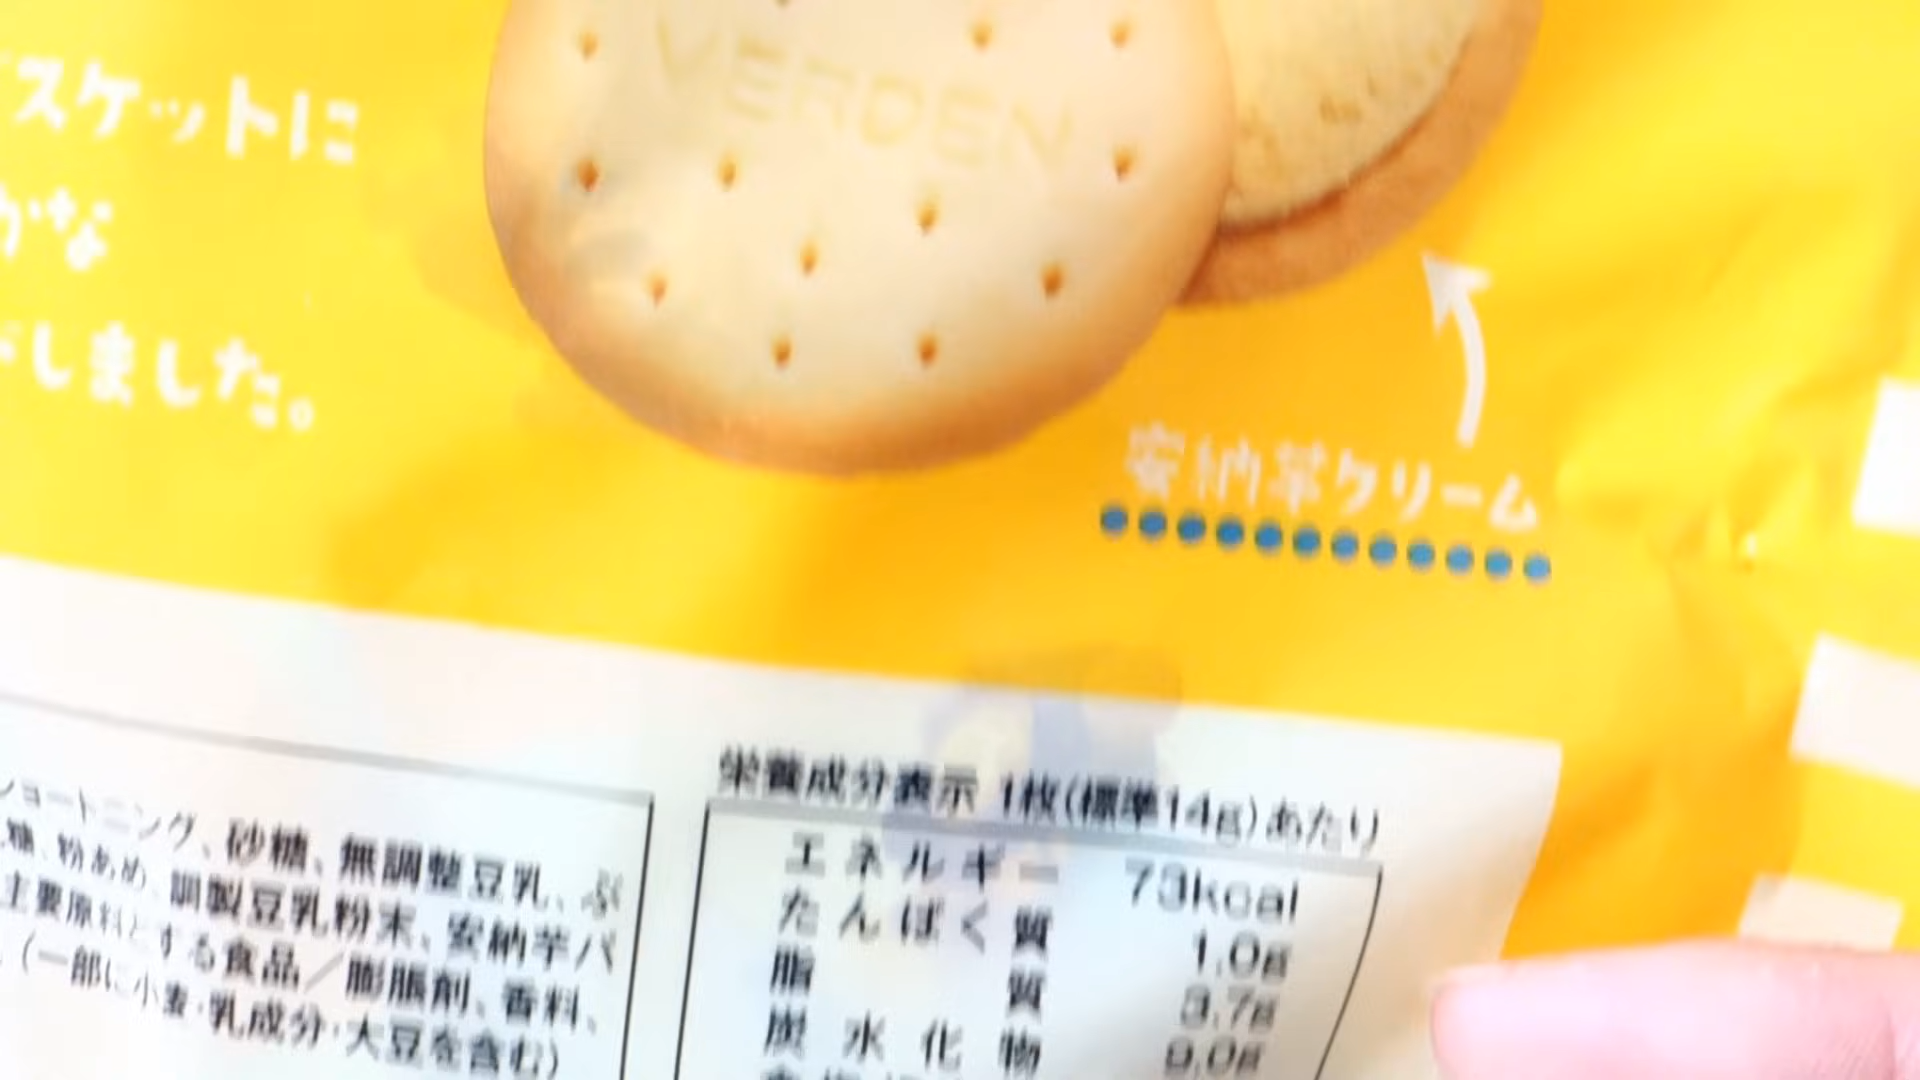 スケットに
かな
しました。
VERDEN
安納芋クリーム
ショートニング、砂糖、無調整豆乳、ぶ
糖、粉あめ、調製豆乳粉末、安納芋パ
主要原料とする食品／膨脹剤、香料、
(一部に小麦・乳成分・大豆を含む)
栄養成分表示 1枚(標準14g)あたり
エネルギー 73kcal
たんぱく質 1.0g
脂質 3.7g
炭水化物 9.0g